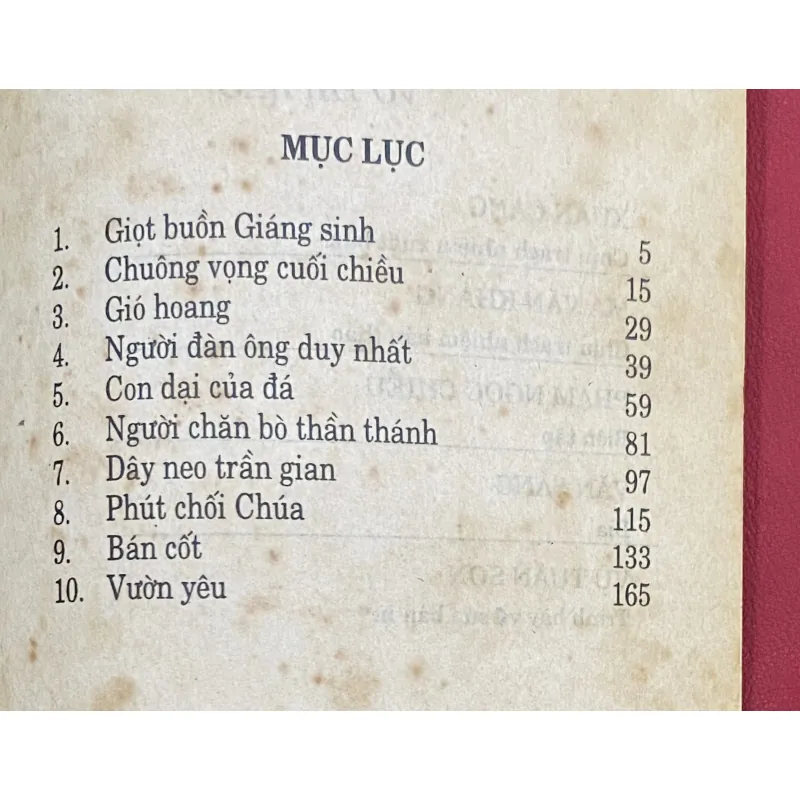 MỤC LỤC
1. Giọt buồn Giáng sinh 5
2. Chuông vọng cuối chiều 15
3. Gió hoang 29
4. Người đàn ông duy nhất 39
5. Con dại của đá 59
6. Người chăn bò thần thánh 81
7. Dây neo trần gian 97
8. Phút chối Chúa 115
9. Bán cốt 133
10. Vườn yêu 165